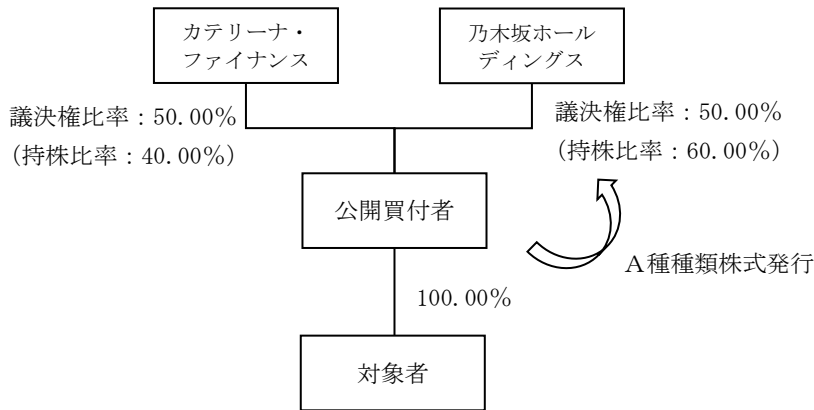 カテリーナ・
ファイナンス
乃木坂ホール
ディングス
議決権比率：50.00%
（持株比率：40.00%）
議決権比率：50.00%
（持株比率：60.00%）
公開買付者
Ａ種種類株式発行
100.00%
対象者